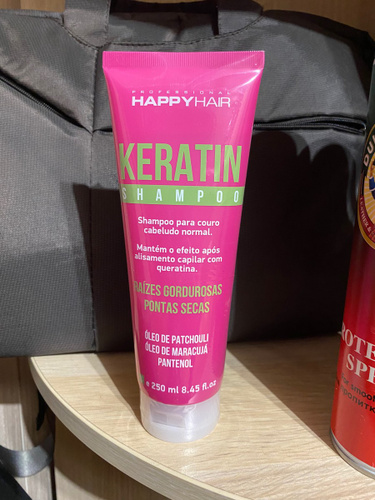 PROFESSIONAL
HAPPYHAIR
KERATIN
SHAMPOO
Shampoo para couro
cabeludo normal.
Mantém o efeito após
alisamento capilar com
queratina.
RAÍZES GORDUROSAS
PONTAS SECAS
ÓLEO DE PATCHOULI
ÓLEO DE MARACUJÁ
PANTENOL
e 250 ml 8.45 fl.oz